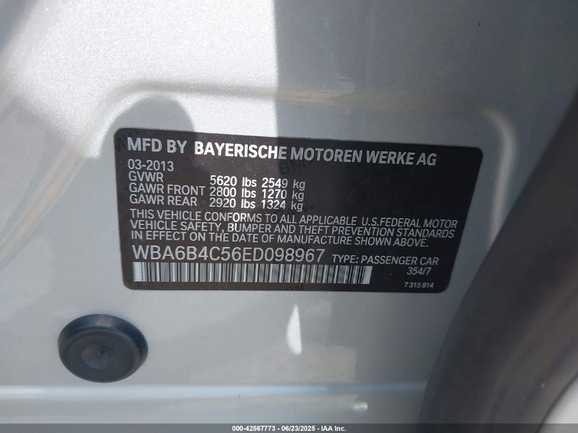 MFD BY BAYERISCHE MOTOREN WERKE AG
03-2013
GVWR 5620 lbs 2549 kg
GAWR FRONT 2800 lbs 1270 kg
GAWR REAR 2920 lbs 1324 kg
THIS VEHICLE CONFORMS TO ALL APPLICABLE U.S.FEDERAL MOTOR
VEHICLE SAFETY, BUMPER, AND THEFT PREVENTION STANDARDS
IN EFFECT ON THE DATE OF MANUFACTURE SHOWN ABOVE.
WBA6B4C56ED098967 TYPE: PASSENGER CAR
354/7
7 315 814
000-42567773 - 06/23/2025 - IAA Inc.